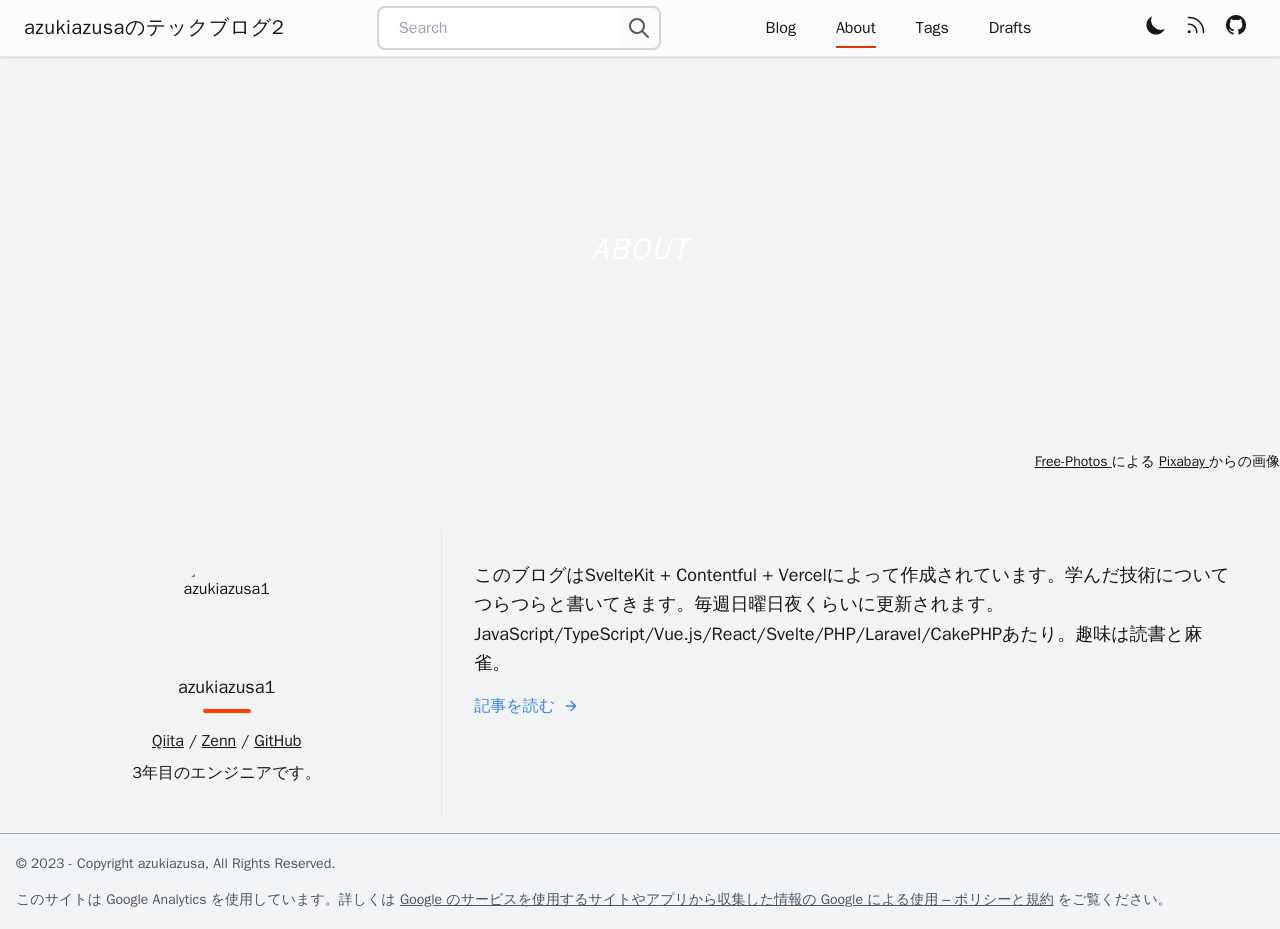 azukiazusaのテックブログ2
Search
Blog About Tags Drafts
ABOUT
Free-Photos による Pixabay からの画像
azukiazusa1
azukiazusa1
Qiita / Zenn / GitHub
3年目のエンジニアです。
このブログはSvelteKit + Contentful + Vercelによって作成されています。学んだ技術について
つらつらと書いてきます。毎週日曜日夜くらいに更新されます。
JavaScript/TypeScript/Vue.js/React/Svelte/PHP/Laravel/CakePHPあたり。趣味は読書と麻
雀。
記事を読む
© 2023 - Copyright azukiazusa, All Rights Reserved.
このサイトは Google Analytics を使用しています。詳しくは Google のサービスを使用するサイトやアプリから収集した情報の Google による使用 – ポリシーと規約 をご覧ください。